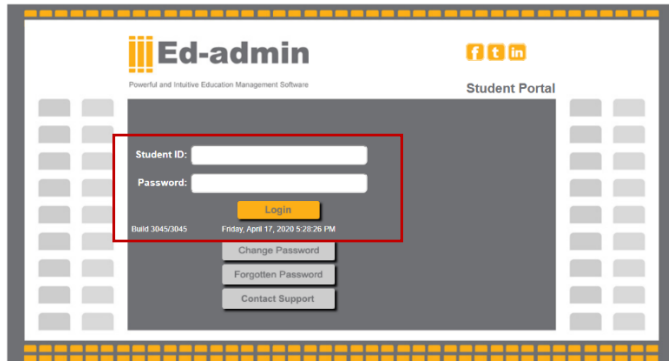 Ed-admin
f t in
Powerful and Intuitive Education Management Software
Student Portal
Student ID:
Password:
Login
Build 3045/3045 Friday, April 17, 2020 5:28:26 PM
Change Password
Forgotten Password
Contact Support